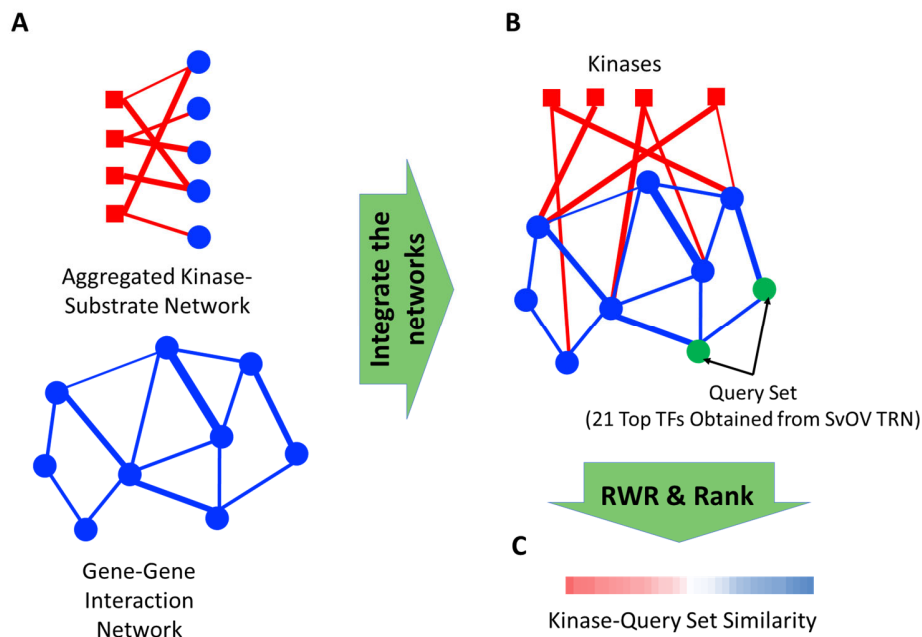 A
Aggregated Kinase-
Substrate Network
Gene-Gene
Interaction
Network
Integrate the
networks
B
Kinases
Query Set
(21 Top TFs Obtained from SvOV TRN)
RWR & Rank
C
Kinase-Query Set Similarity